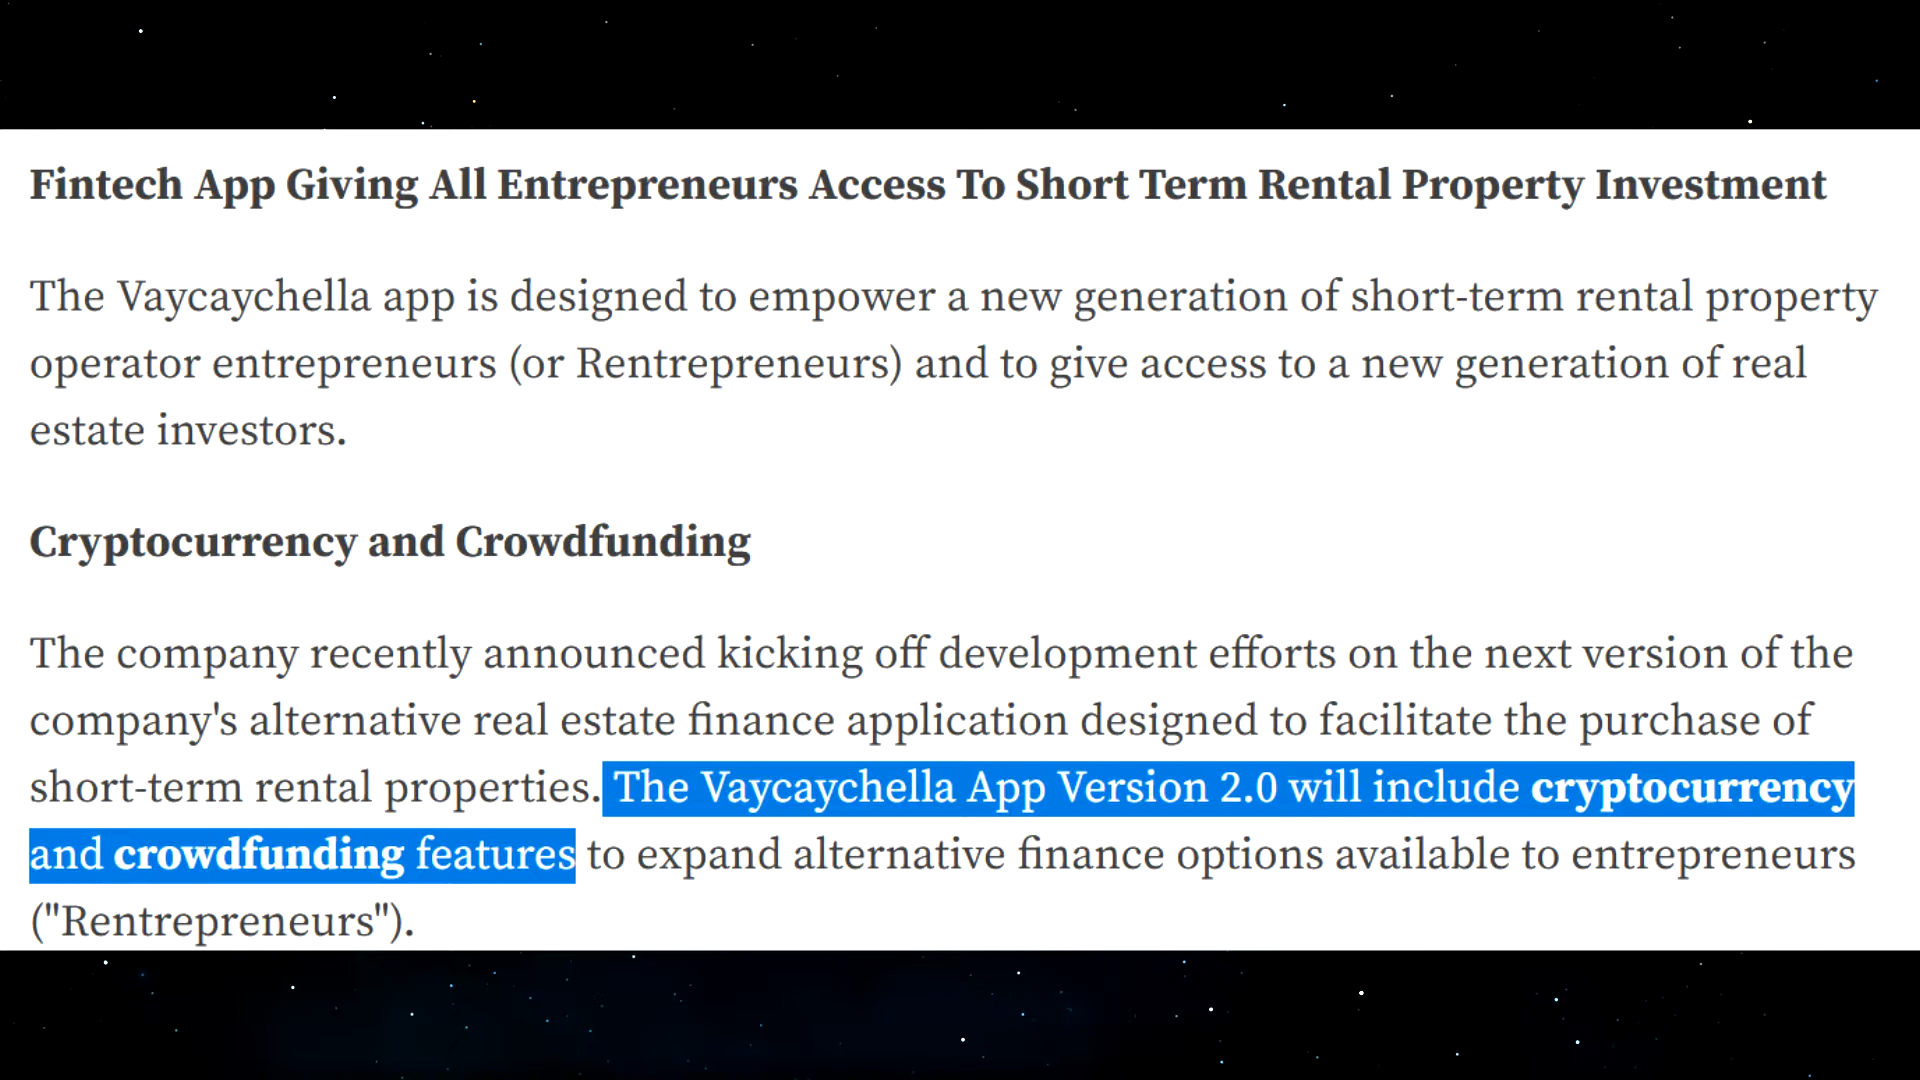 Fintech App Giving All Entrepreneurs Access To Short Term Rental Property Investment
The Vaycaychella app is designed to empower a new generation of short-term rental property
operator entrepreneurs (or Rentrepreneurs) and to give access to a new generation of real
estate investors.
Cryptocurrency and Crowdfunding
The company recently announced kicking off development efforts on the next version of the
company's alternative real estate finance application designed to facilitate the purchase of
short-term rental properties. The Vaycaychella App Version 2.0 will include cryptocurrency
and crowdfunding features to expand alternative finance options available to entrepreneurs
("Rentrepreneurs").